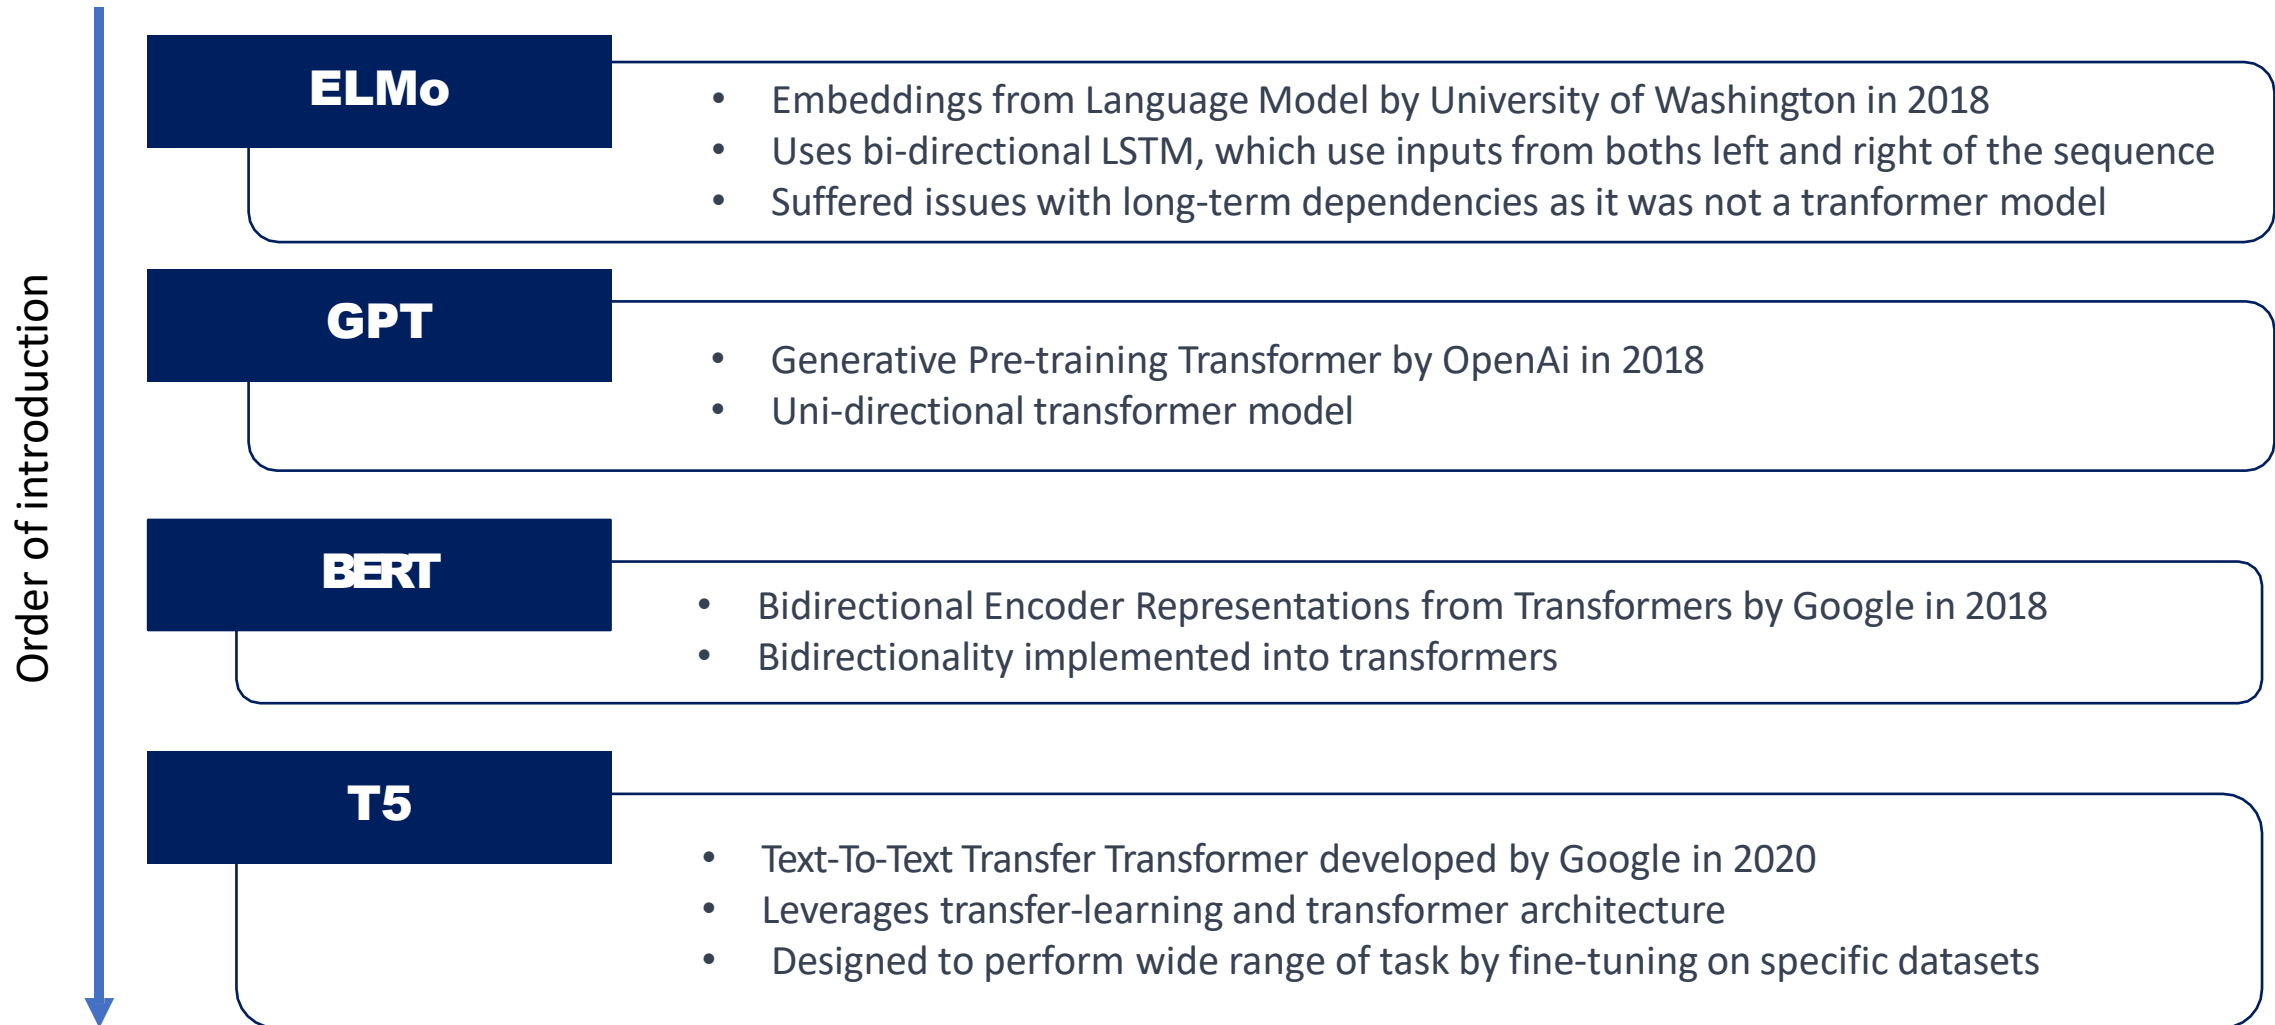 Order of introduction
ELMo
• Embeddings from Language Model by University of Washington in 2018
• Uses bi-directional LSTM, which use inputs from boths left and right of the sequence
• Suffered issues with long-term dependencies as it was not a tranformer model
GPT
• Generative Pre-training Transformer by OpenAi in 2018
• Uni-directional transformer model
BERT
• Bidirectional Encoder Representations from Transformers by Google in 2018
• Bidirectionality implemented into transformers
T5
• Text-To-Text Transfer Transformer developed by Google in 2020
• Leverages transfer-learning and transformer architecture
• Designed to perform wide range of task by fine-tuning on specific datasets